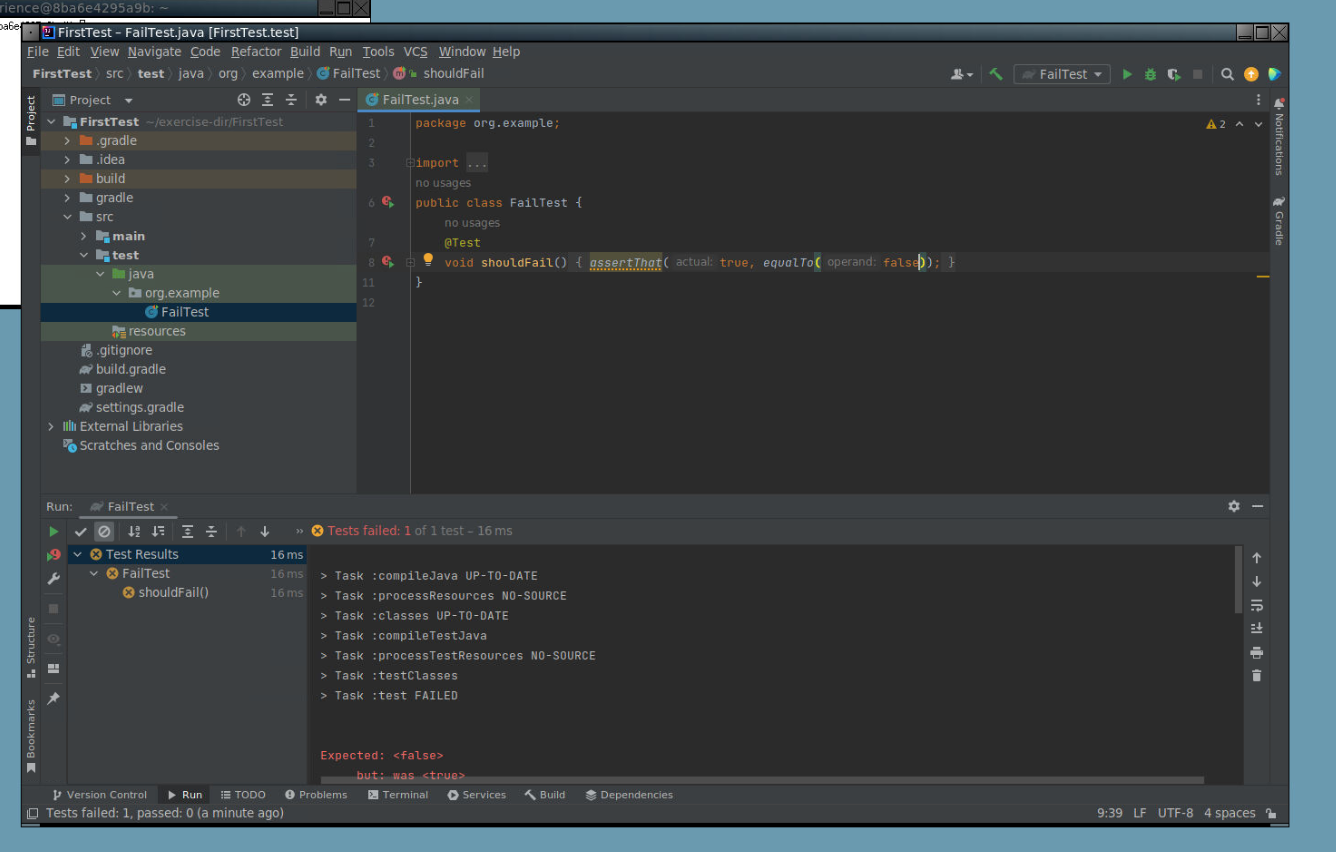 rience@8ba6e4295a9b: ~
FirstTest – FailTest.java [FirstTest.test]
File Edit View Navigate Code Refactor Build Run Tools VCS Window Help
FirstTest src test java org example FailTest shouldFail
FailTest
Project
Project
FailTest.java
FirstTest ~/exercise-dir/FirstTest
.gradle
.idea
build
gradle
src
main
test
java
org.example
FailTest
resources
.gitignore
build.gradle
gradlew
settings.gradle
External Libraries
Scratches and Consoles
1 package org.example;
2
3 import ...
no usages
6 public class FailTest {
no usages
7 @Test
8 void shouldFail() { assertThat( actual: true, equalTo( operand: false)); }
11 }
12
2
Notifications
Gradle
Run: FailTest
Tests failed: 1 of 1 test – 16 ms
Test Results 16 ms
FailTest 16 ms
shouldFail() 16 ms
> Task :compileJava UP-TO-DATE
> Task :processResources NO-SOURCE
> Task :classes UP-TO-DATE
> Task :compileTestJava
> Task :processTestResources NO-SOURCE
> Task :testClasses
> Task :test FAILED
Expected: <false>
but: was <true>
Structure
Bookmarks
Version Control Run TODO Problems Terminal Services Build Dependencies
Tests failed: 1, passed: 0 (a minute ago)
9:39 LF UTF-8 4 spaces